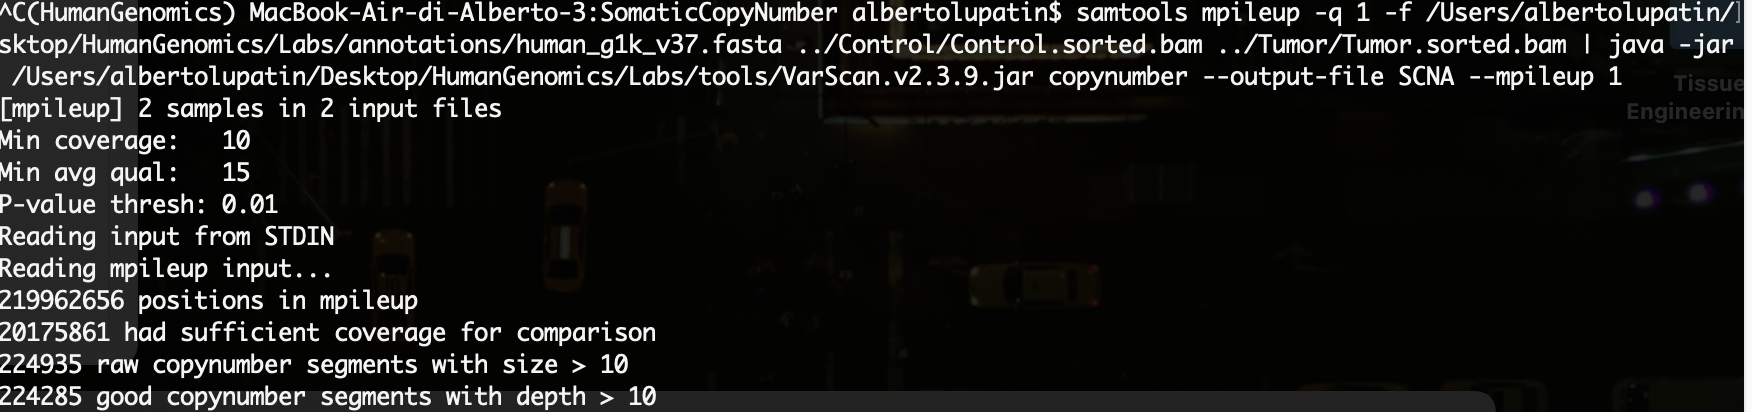 ^C(HumanGenomics) MacBook-Air-di-Alberto-3:SomaticCopyNumber albertolupatin$ samtools mpileup -q 1 -f /Users/albertolupatin/]
sktop/HumanGenomics/Labs/annotations/human_g1k_v37.fasta ../Control/Control.sorted.bam ../Tumor/Tumor.sorted.bam | java -jar
 /Users/albertolupatin/Desktop/HumanGenomics/Labs/tools/VarScan.v2.3.9.jar copynumber --output-file SCNA --mpileup 1
Tissue
Engineerin
[mpileup] 2 samples in 2 input files
Min coverage:   10
Min avg qual:   15
P-value thresh: 0.01
Reading input from STDIN
Reading mpileup input...
219962656 positions in mpileup
20175861 had sufficient coverage for comparison
224935 raw copynumber segments with size > 10
224285 good copynumber segments with depth > 10